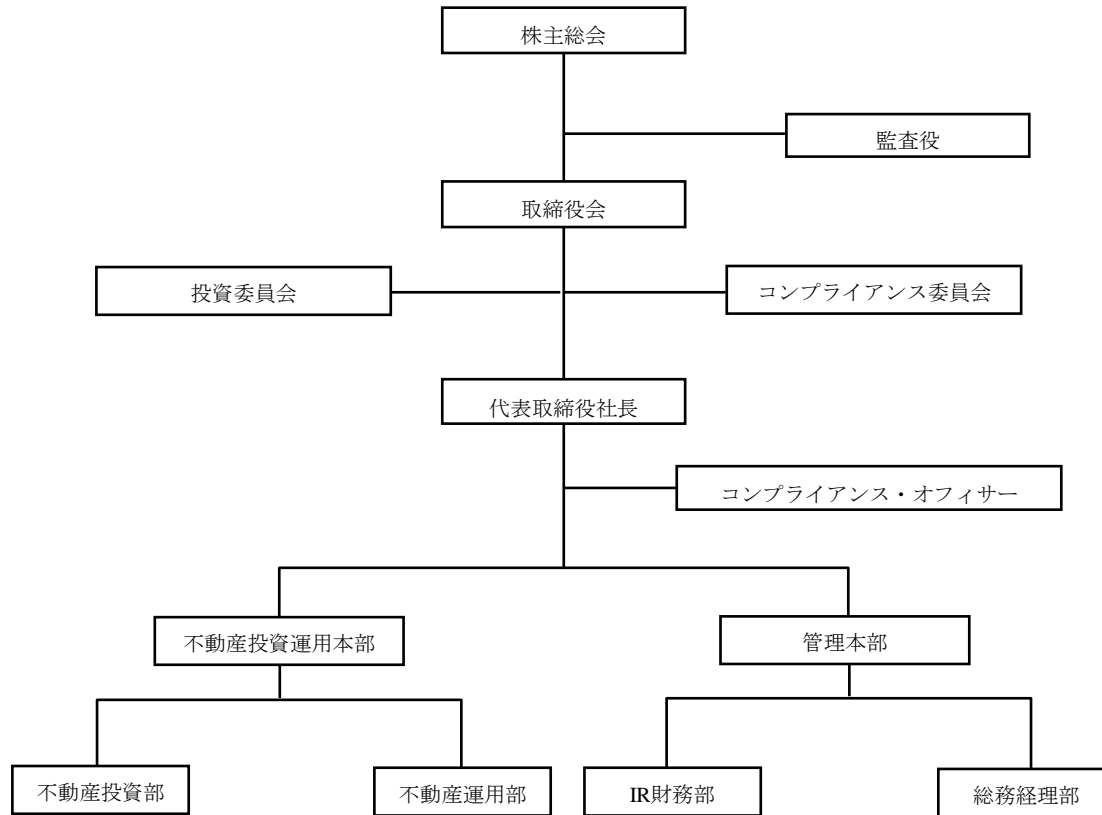 株主総会
監査役
取締役会
投資委員会
コンプライアンス委員会
代表取締役社長
コンプライアンス・オフィサー
不動産投資運用本部
管理本部
不動産投資部
不動産運用部
IR財務部
総務経理部